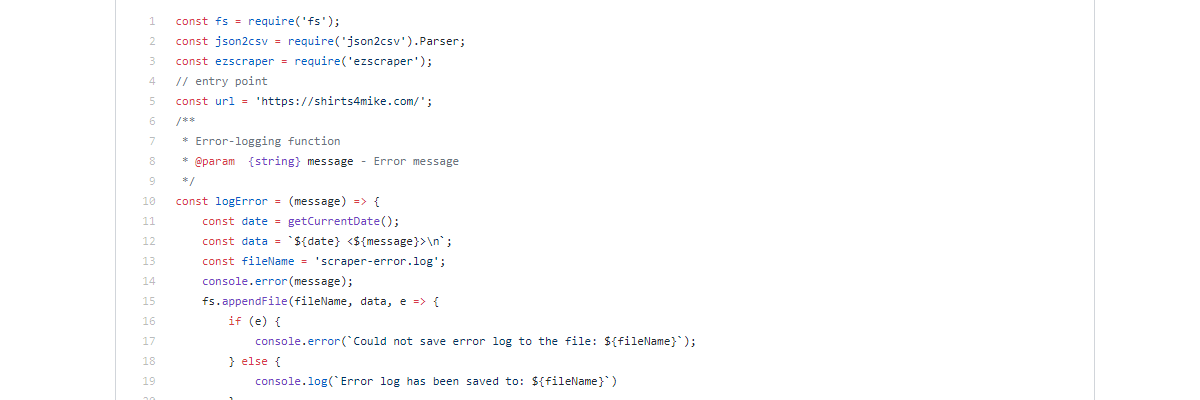 1 const fs = require('fs');
2 const json2csv = require('json2csv').Parser;
3 const ezscraper = require('ezscraper');
4 // entry point
5 const url = 'https://shirts4mike.com/';
6 /**
7  * Error-logging function
8  * @param  {string} message - Error message
9  */
10 const logError = (message) => {
11     const date = getCurrentDate();
12     const data = `${date} <${message}>\n`;
13     const fileName = 'scraper-error.log';
14     console.error(message);
15     fs.appendFile(fileName, data, e => {
16         if (e) {
17             console.error(`Could not save error log to the file: ${fileName}`);
18         } else {
19             console.log(`Error log has been saved to: ${fileName}`)